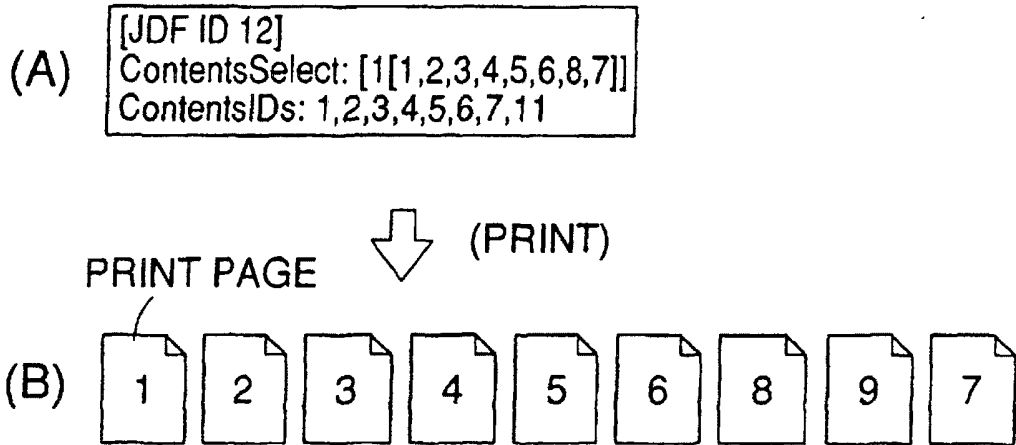 (A)
[JDF ID 12]
ContentsSelect: [1[1,2,3,4,5,6,8,7]]
ContentsIDs: 1,2,3,4,5,6,7,11
(PRINT)
PRINT PAGE
(B)
1 2 3 4 5 6 8 9 7